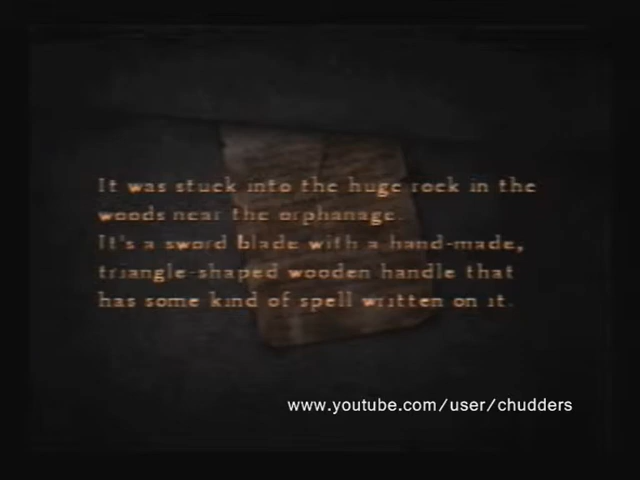 It was stuck into the huge rock in the
woods near the orphanage.
It's a sword blade with a hand-made,
triangle-shaped wooden handle that
has some kind of spell written on it.
www.youtube.com/user/chudders